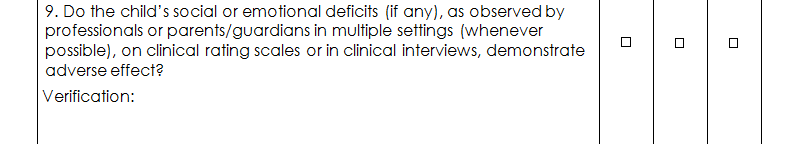 9. Do the child's social or emotional deficits (if any), as observed by
professionals or parents/guardians in multiple settings (whenever
possible), on clinical rating scales or in clinical interviews, demonstrate
adverse effect?
Verification: